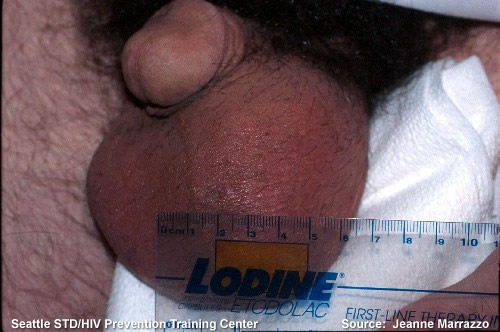 0cm 1 2 3 4 5 6 7 8 9 10
LODINE®
ETODOLAC
FIRST-LINE THERAPY
Seattle STD/HIV Prevention Training Center
Source: Jeanne Marrazzo